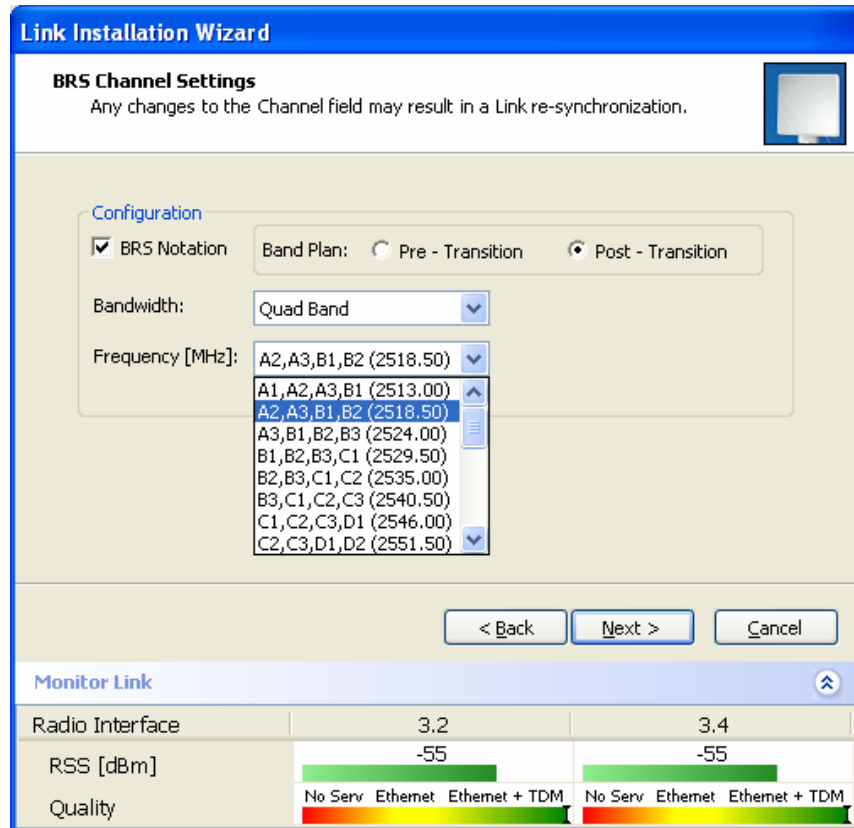 Link Installation Wizard
BRS Channel Settings
Any changes to the Channel field may result in a Link re-synchronization.
Configuration
BRS Notation Band Plan: Pre - Transition Post - Transition
Bandwidth: Quad Band
Frequency [MHz]: A2,A3,B1,B2 (2518.50)
A1,A2,A3,B1 (2513.00)
A2,A3,B1,B2 (2518.50)
A3,B1,B2,B3 (2524.00)
B1,B2,B3,C1 (2529.50)
B2,B3,C1,C2 (2535.00)
B3,C1,C2,C3 (2540.50)
C1,C2,C3,D1 (2546.00)
C2,C3,D1,D2 (2551.50)
< Back Next > Cancel
Monitor Link
Radio Interface 3.2 3.4
RSS [dBm] -55 -55
Quality No Serv Ethernet Ethernet + TDM No Serv Ethernet Ethernet + TDM